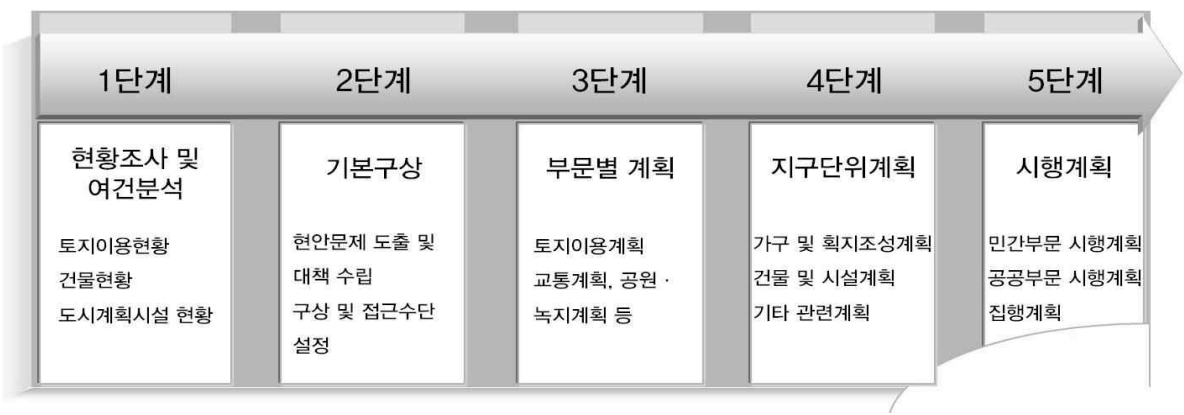 1단계
현황조사 및
여건분석
토지이용현황
건물현황
도시계획시설 현황
2단계
기본구상
현안문제 도출 및
대책 수립
구상 및 접근수단
설정
3단계
부문별 계획
토지이용계획
교통계획, 공원 ·
녹지계획 등
4단계
지구단위계획
가구 및 획지조성계획
건물 및 시설계획
기타 관련계획
5단계
시행계획
민간부문 시행계획
공공부문 시행계획
집행계획